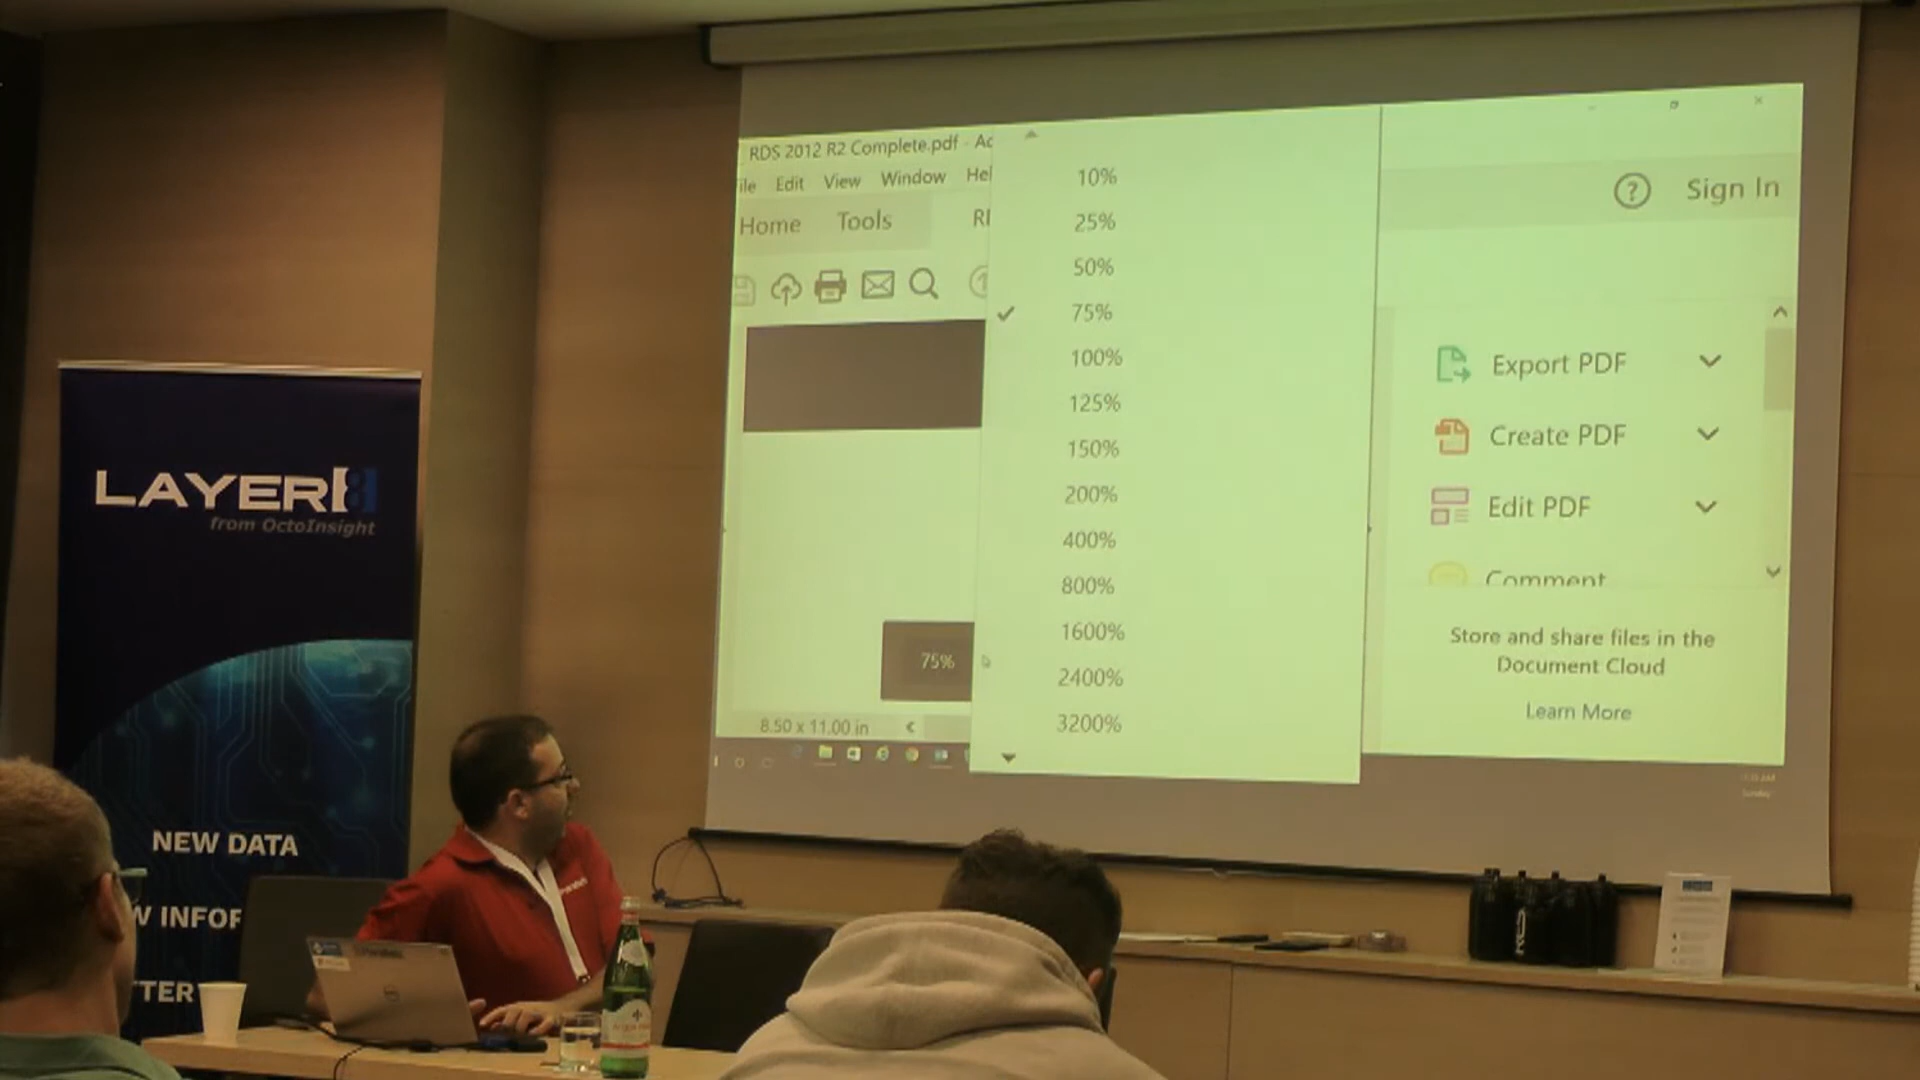 RDS 2012 R2 Complete.pdf - Ac
ile Edit View Window Hel
Home Tools RI
10%
25%
50%
75%
100%
125%
150%
200%
400%
800%
1600%
2400%
3200%
75%
8.50 x 11.00 in
Sign In
Export PDF
Create PDF
Edit PDF
Comment
Store and share files in the
Document Cloud
Learn More
LAYER8
from OctoInsight
NEW DATA
W INFOR
TTER